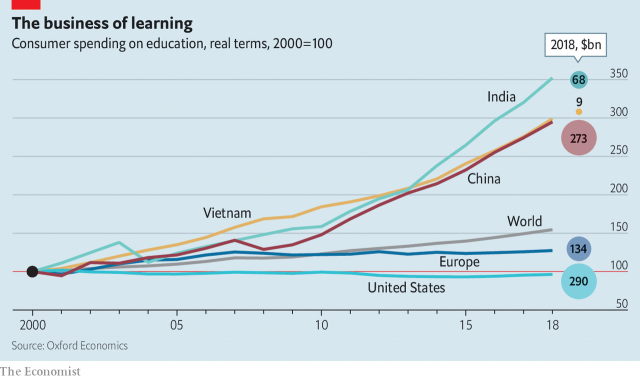 The business of learning
Consumer spending on education, real terms, 2000=100
2018, $bn
350
68
India
9
300
273
250
China
200
Vietnam
World
150
134
Europe
100
United States
290
50
2000
05
10
15
18
Source: Oxford Economics
The Economist